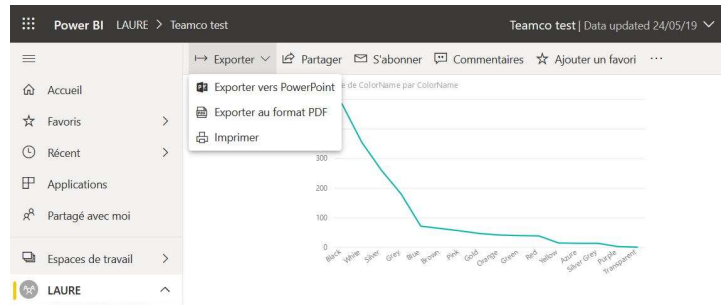 Power BI LAURE > Teamco test
Teamco test | Data updated 24/05/19
Exporter Partager S'abonner Commentaires Ajouter un favori ...
Exporter vers PowerPoint
Exporter au format PDF
Imprimer
de ColorName par ColorName
Accueil
Favoris
Récent
Applications
Partagé avec moi
Espaces de travail
LAURE
300
200
100
0
Black White Silver Grey Blue Brown Pink Gold Orange Green Red Yellow Azure Silver Grey Purple Transparent